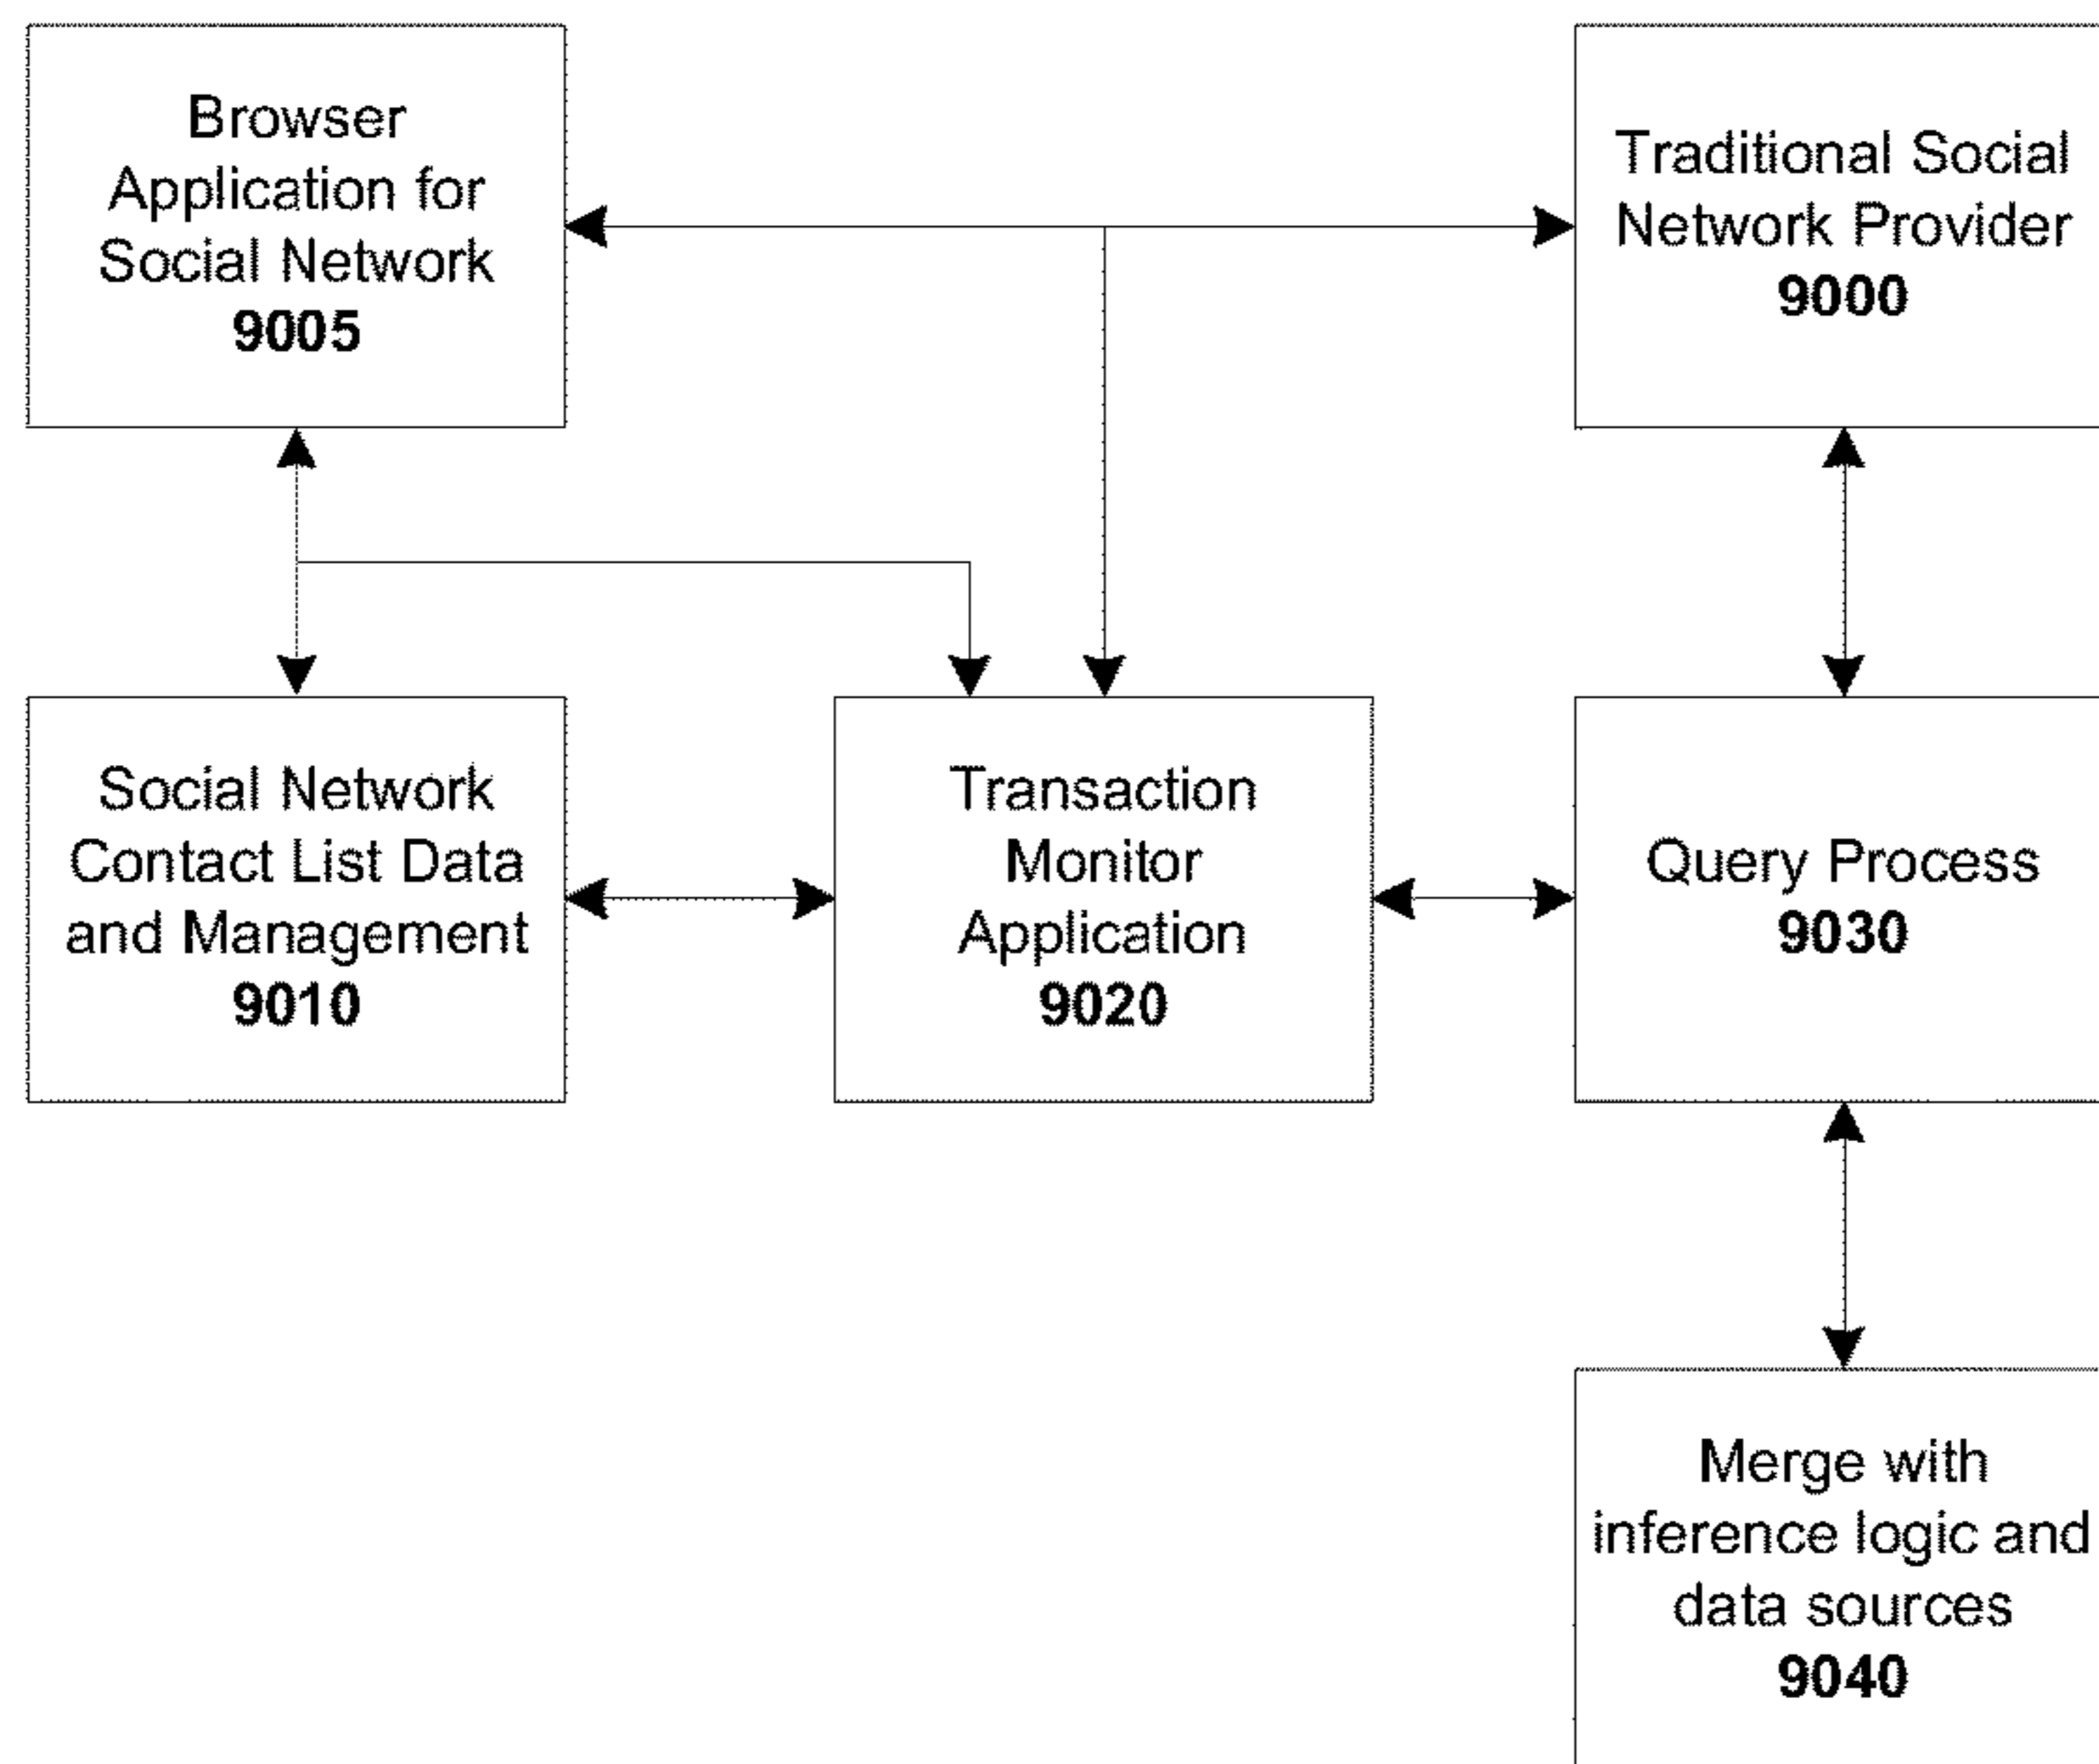 Browser
Application for
Social Network
9005
Traditional Social
Network Provider
9000
Social Network
Contact List Data
and Management
9010
Transaction
Monitor
Application
9020
Query Process
9030
Merge with
inference logic and
data sources
9040